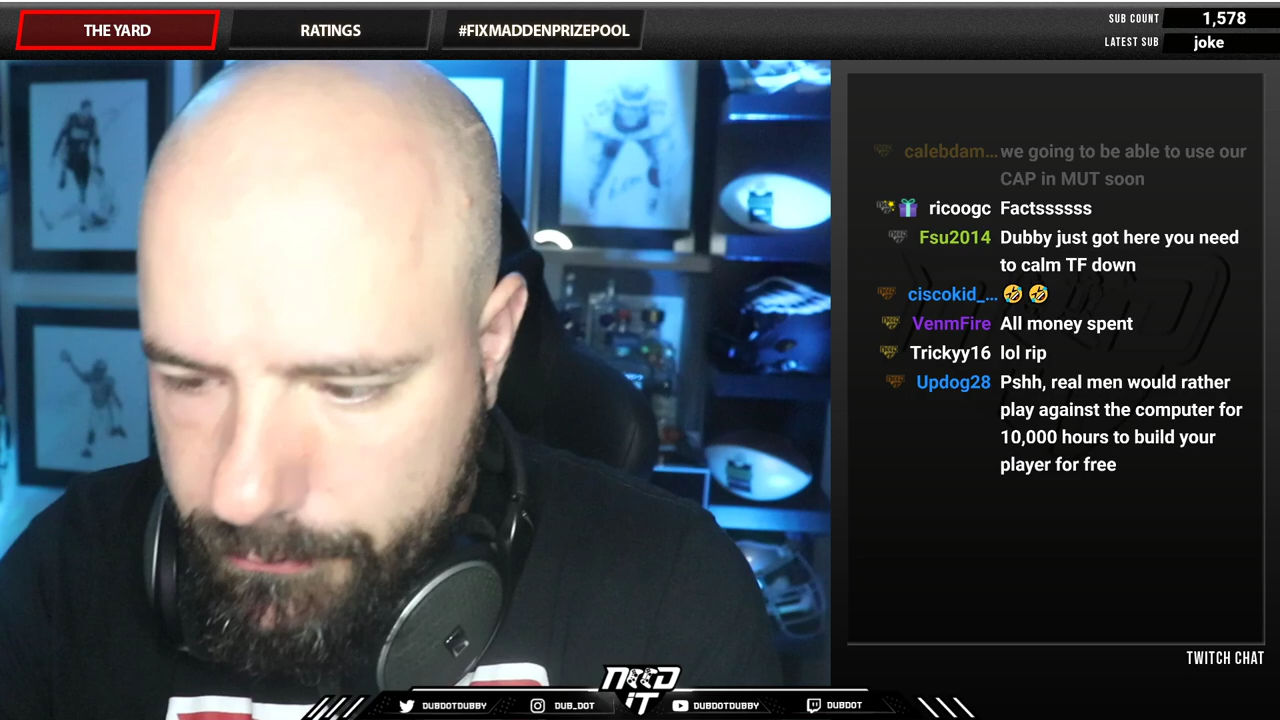 THE YARD
RATINGS
#FIXMADDENPRIZEPOOL
SUB COUNT 1,578
LATEST SUB joke
calebdam... we going to be able to use our
CAP in MUT soon
ricoogc Factssssss
Fsu2014 Dubby just got here you need
to calm TF down
ciscokid_... 🤣 🤣
VenmFire All money spent
Trickyy16 lol rip
Updog28 Pshh, real men would rather
play against the computer for
10,000 hours to build your
player for free
TWITCH CHAT
NEED
IT
DUBDOTDUBBY
DUB_DOT
DUBDOTDUBBY
DUBDOT